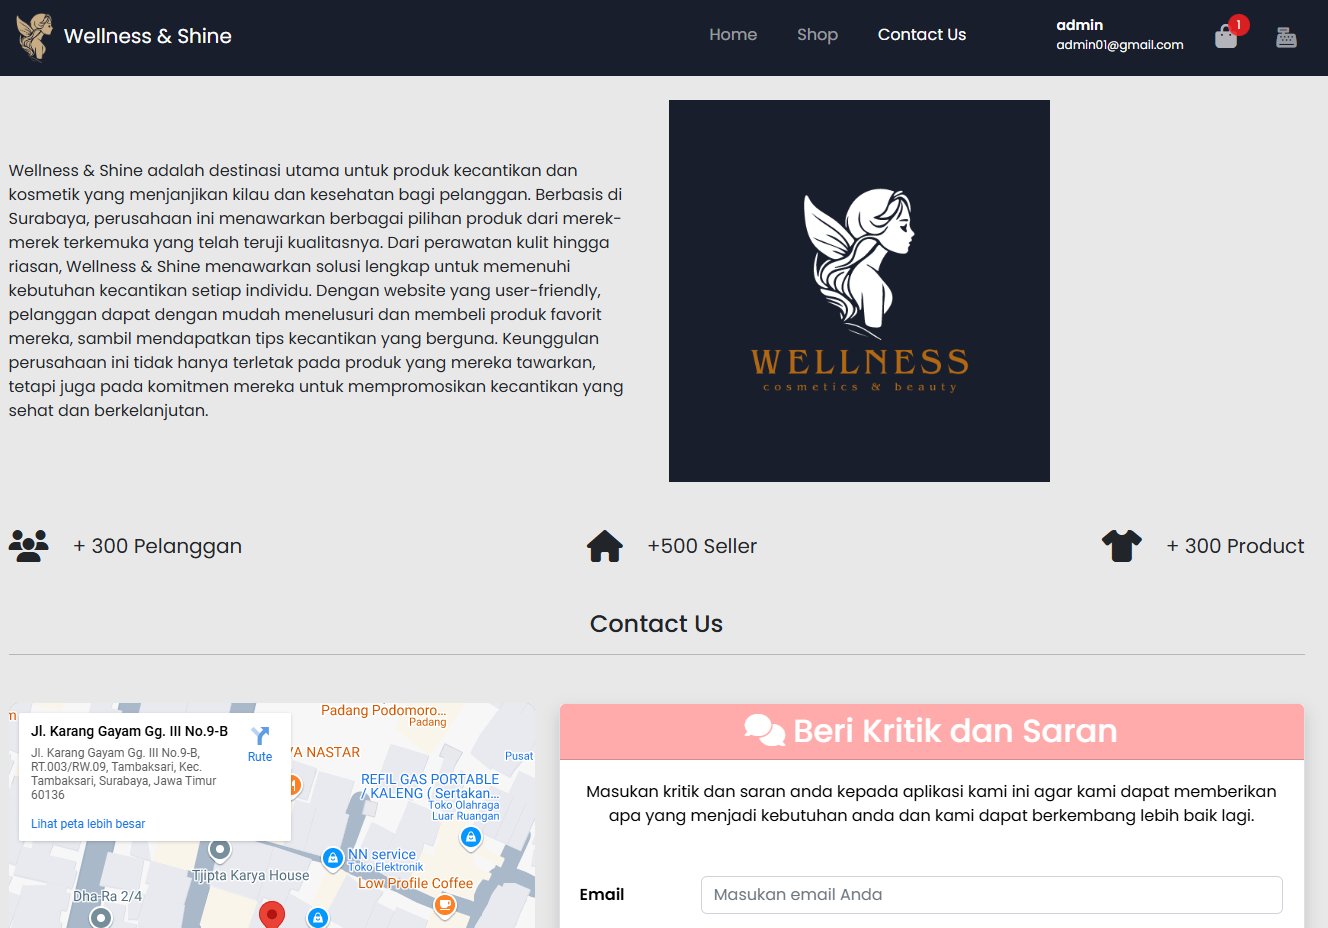 Wellness & Shine
Home
Shop
Contact Us
admin
admin01@gmail.com
1
Wellness & Shine adalah destinasi utama untuk produk kecantikan dan
kosmetik yang menjanjikan kilau dan kesehatan bagi pelanggan. Berbasis di
Surabaya, perusahaan ini menawarkan berbagai pilihan produk dari merek-
merek terkemuka yang telah teruji kualitasnya. Dari perawatan kulit hingga
riasan, Wellness & Shine menawarkan solusi lengkap untuk memenuhi
kebutuhan kecantikan setiap individu. Dengan website yang user-friendly,
pelanggan dapat dengan mudah menelusuri dan membeli produk favorit
mereka, sambil mendapatkan tips kecantikan yang berguna. Keunggulan
perusahaan ini tidak hanya terletak pada produk yang mereka tawarkan,
tetapi juga pada komitmen mereka untuk mempromosikan kecantikan yang
sehat dan berkelanjutan.
WELLNESS
cosmetics & beauty
+ 300 Pelanggan
+500 Seller
+ 300 Product
Contact Us
Jl. Karang Gayam Gg. III No.9-B
Jl. Karang Gayam Gg. III No.9-B,
RT.003/RW.09, Tambaksari, Kec.
Tambaksari, Surabaya, Jawa Timur
60136
Rute
Lihat peta lebih besar
Padang Podomoro...
Padang
A NASTAR
Pusat
REFIL GAS PORTABLE
/ KALENG ( Sertakan...
Toko Olahraga
Luar Ruangan
NN service
Toko Elektronik
Tjipta Karya House
Low Profile Coffee
Dha-Ra 2/4
Beri Kritik dan Saran
Masukan kritik dan saran anda kepada aplikasi kami ini agar kami dapat memberikan
apa yang menjadi kebutuhan anda dan kami dapat berkembang lebih baik lagi.
Email
Masukan email Anda